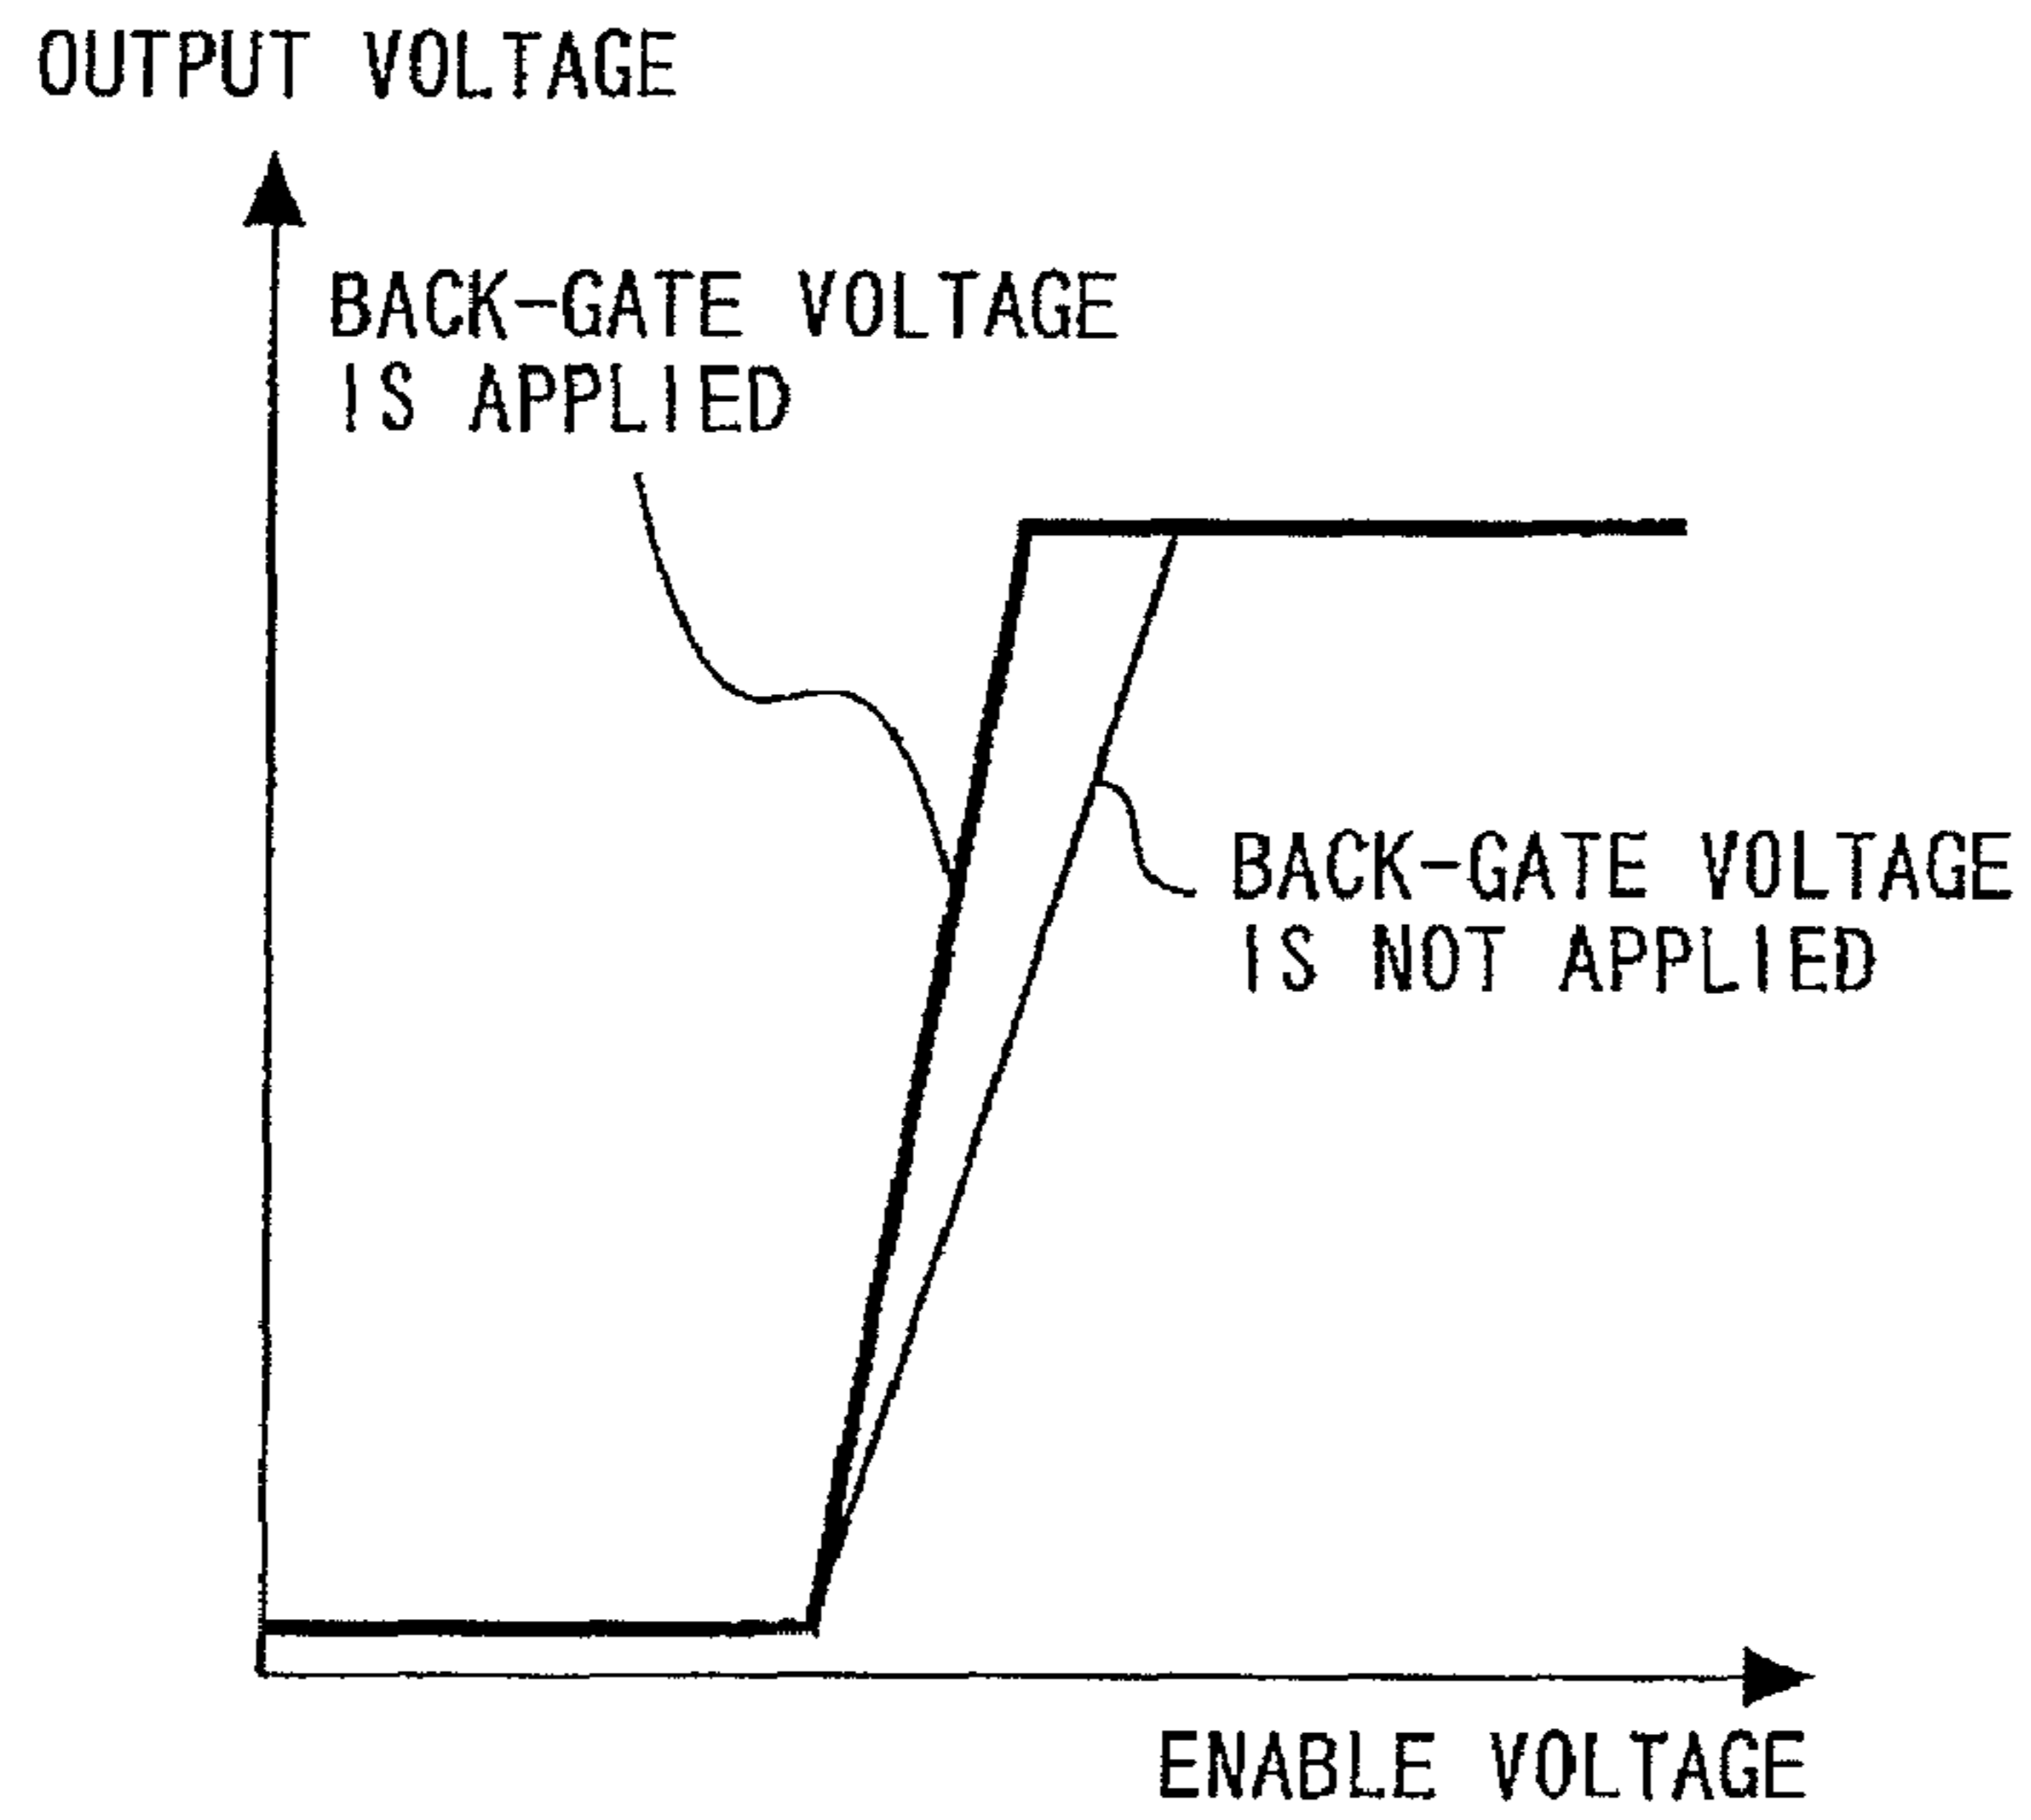 OUTPUT VOLTAGE
BACK-GATE VOLTAGE
IS APPLIED
BACK-GATE VOLTAGE
IS NOT APPLIED
ENABLE VOLTAGE